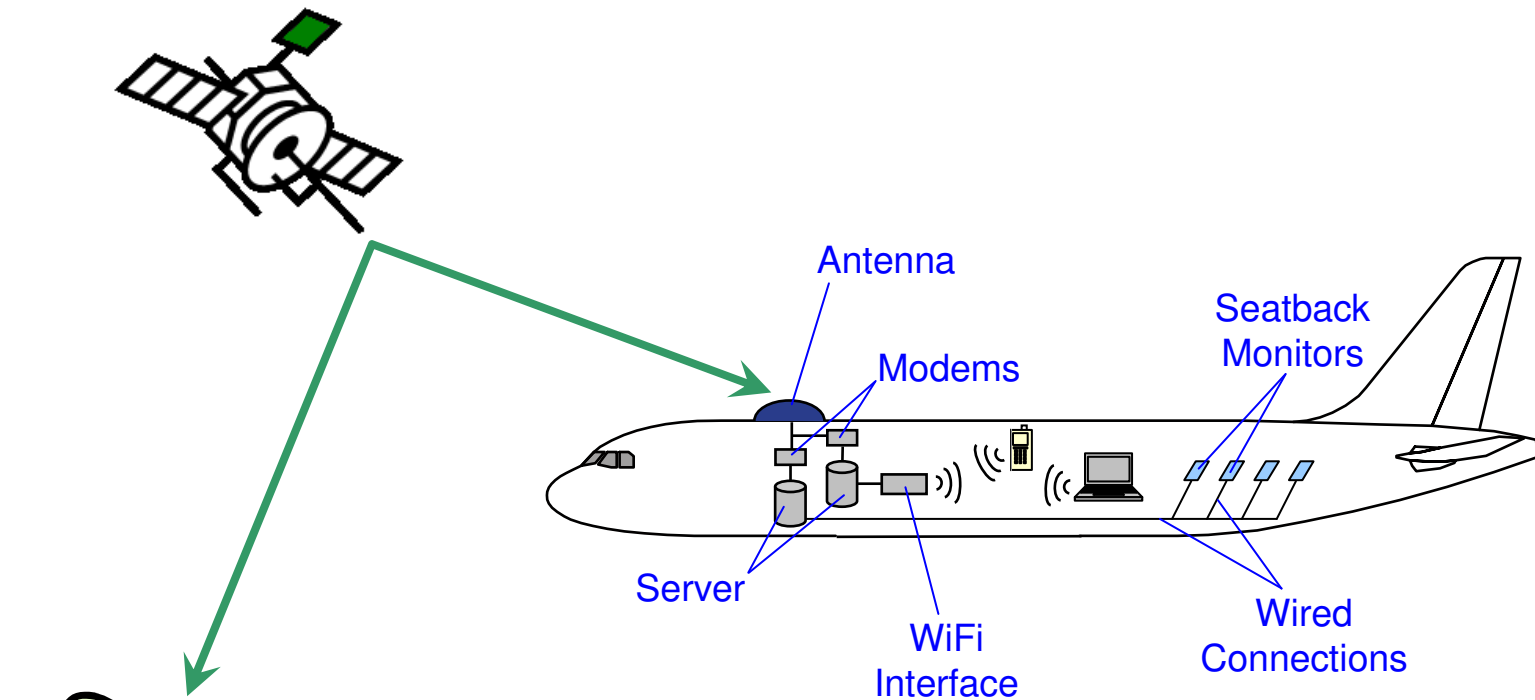 Antenna
Seatback
Monitors
Modems
Server
WiFi
Interface
Wired
Connections